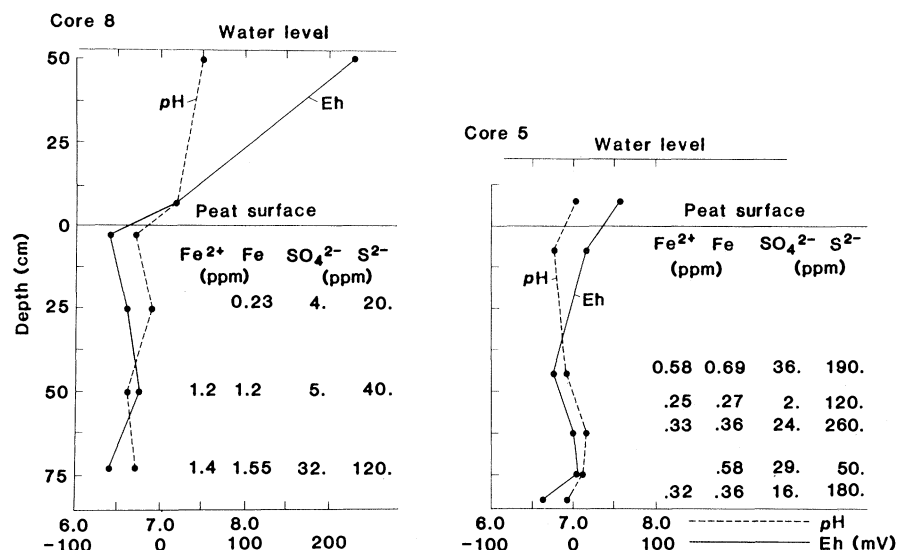 Core 8
Water level
50
pH
Eh
25
0
Peat surface
Fe2+ Fe SO4 2− S2−
(ppm) (ppm)
0.23 4. 20.
25
50 1.2 1.2 5. 40.
75 1.4 1.55 32. 120.
Depth (cm)
6.0 7.0 8.0
−100 0 100 200
Core 5
Water level
Peat surface
Fe2+ Fe SO4 2− S2−
(ppm) (ppm)
pH
Eh
0.58 0.69 36. 190.
.25 .27 2. 120.
.33 .36 24. 260.
.58 29. 50.
.32 .36 16. 180.
6.0 7.0 8.0 pH
−100 0 100 Eh (mV)